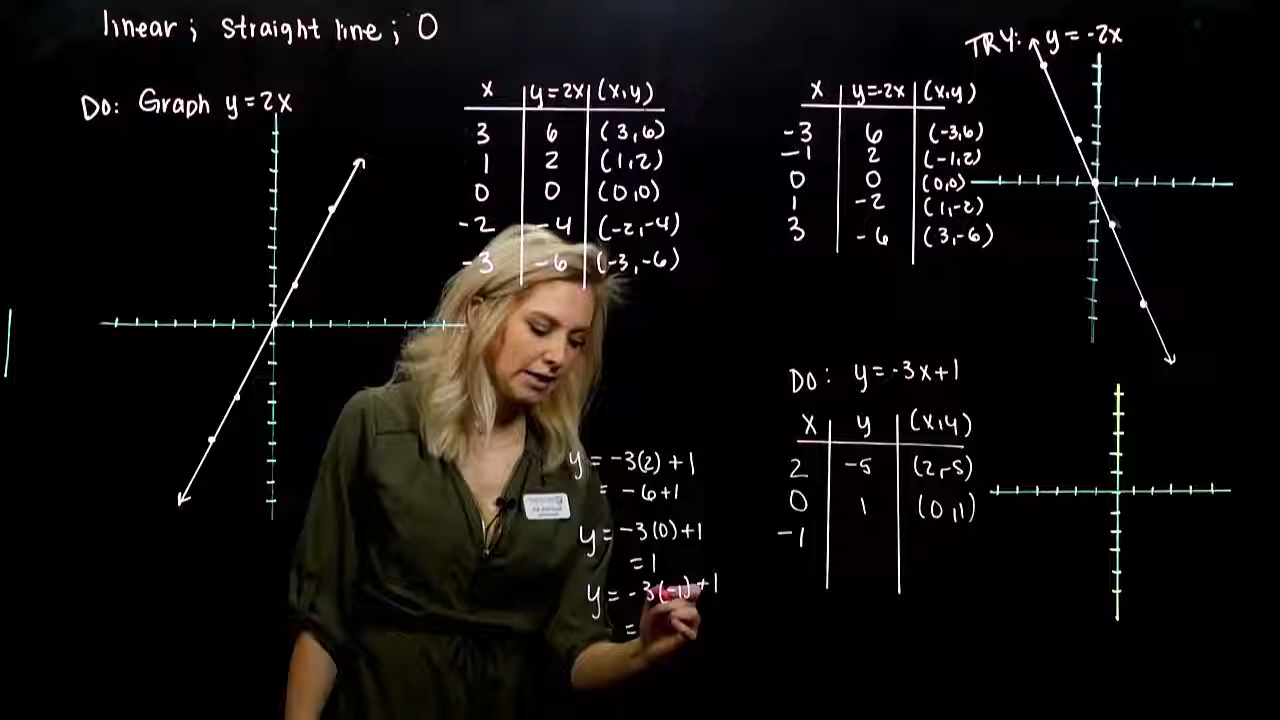 linear ; straight line ; 0
Do: Graph y = 2x
x y = 2x (x,y)
3 6 (3,6)
1 2 (1,2)
0 0 (0,0)
-2 -4 (-2,-4)
-3 -6 (-3,-6)
x y=-2x (x,y)
-3 6 (-3,6)
-1 2 (-1,2)
0 0 (0,0)
1 -2 (1,-2)
3 -6 (3,-6)
TRY: y = -2x
y = -3(2) + 1
= -6+1
y = -3(0)+1
= 1
y = -3(-1)+1
=
DO: y = -3x+1
x y (x,y)
2 -5 (2,-5)
0 1 (0,1)
-1